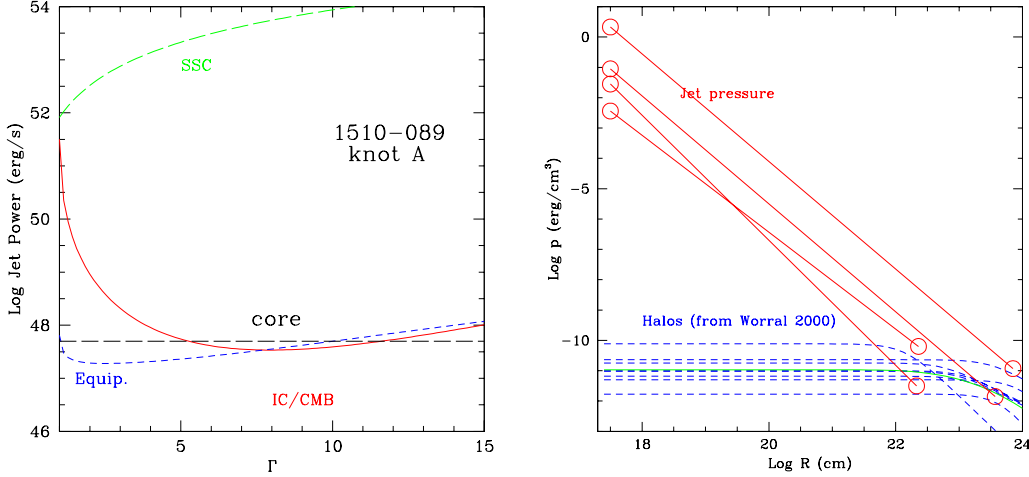 54
52
50
48
46
Log Jet Power (erg/s)
SSC
1510−089
knot A
core
Equip.
IC/CMB
5
10
15
Γ
0
−5
−10
Log p (erg/cm³)
Jet pressure
Halos (from Worral 2000)
18
20
22
24
Log R (cm)